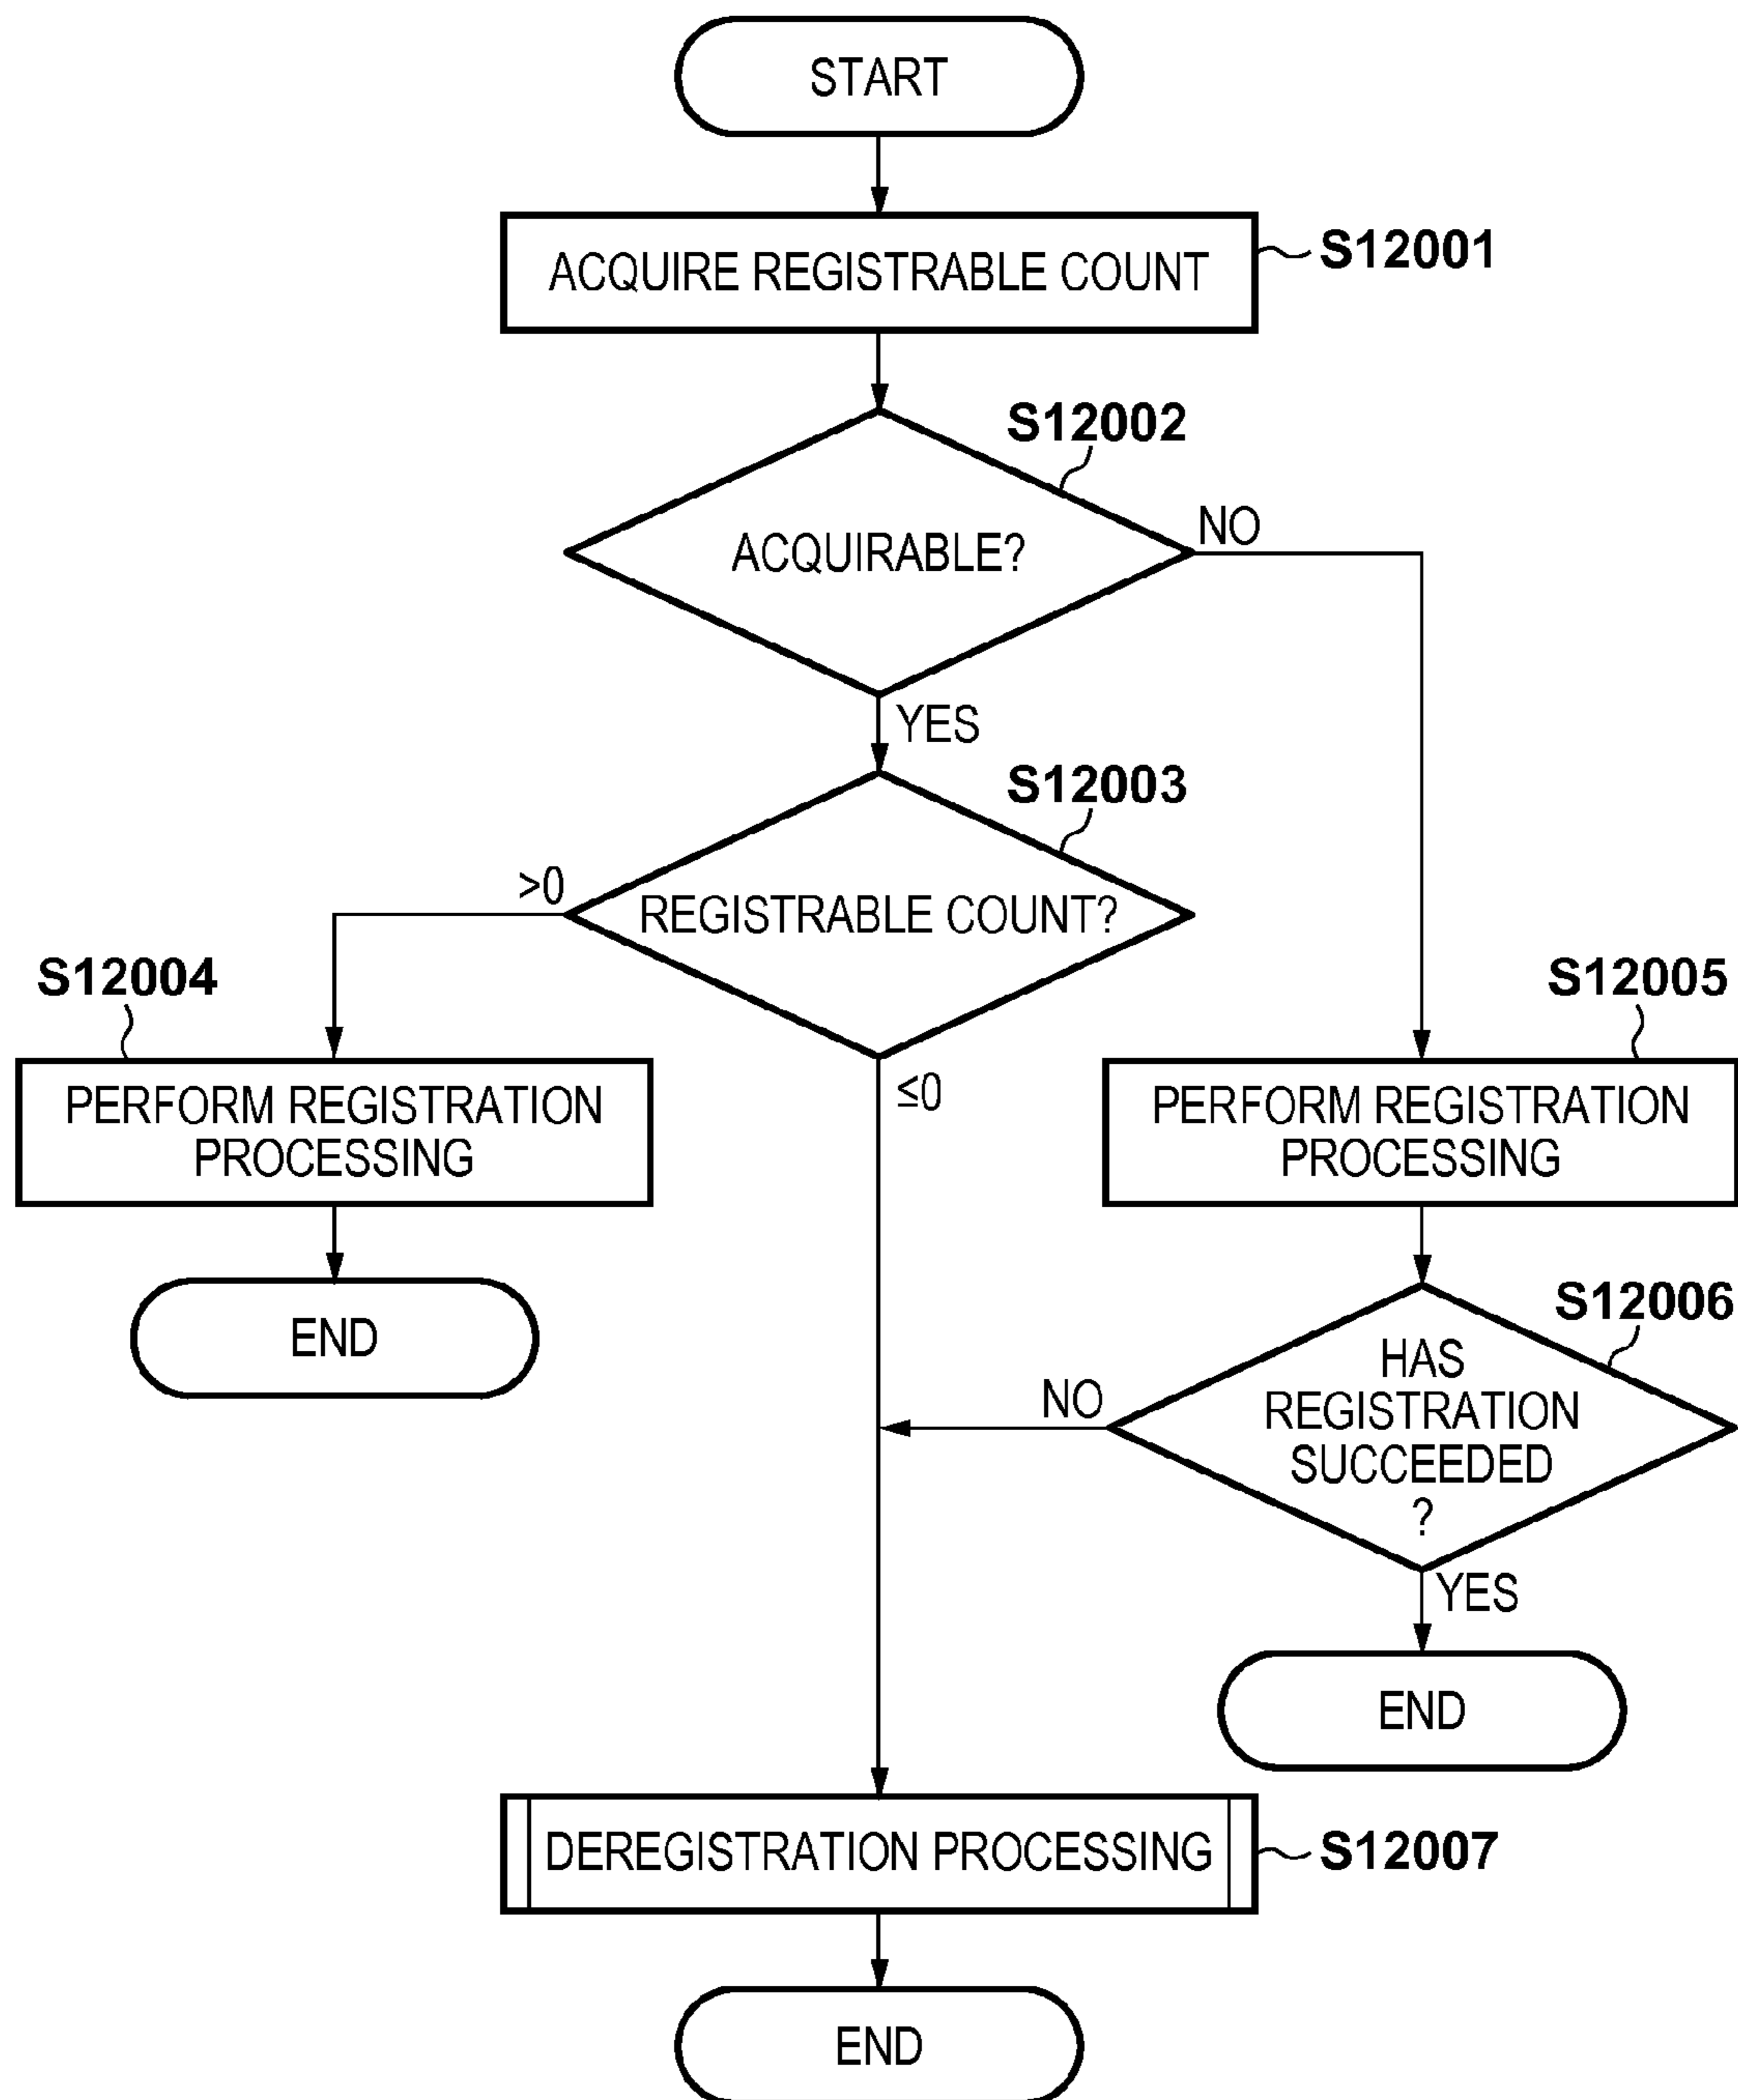 START
ACQUIRE REGISTRABLE COUNT
S12001
S12002
ACQUIRABLE?
NO
YES
S12003
>0
REGISTRABLE COUNT?
S12004
S12005
≤0
PERFORM REGISTRATION
PROCESSING
PERFORM REGISTRATION
PROCESSING
END
S12006
HAS
REGISTRATION
SUCCEEDED
?
NO
YES
END
DEREGISTRATION PROCESSING
S12007
END